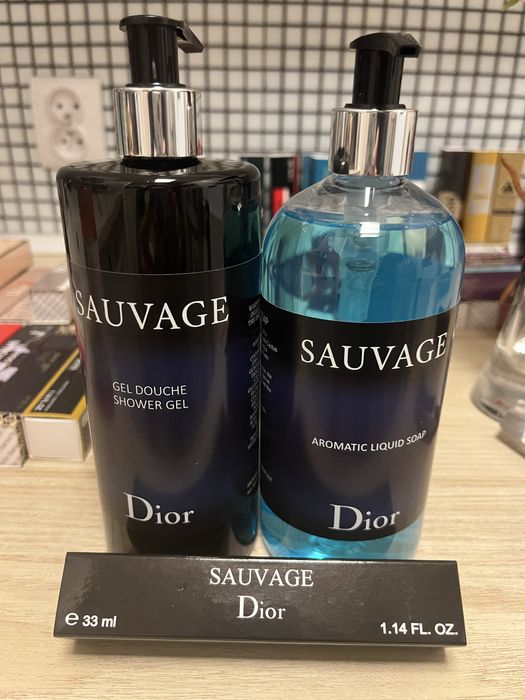 SAUVAGE
GEL DOUCHE
SHOWER GEL
Dior
SAUVAGE
AROMATIC LIQUID SOAP
Dior
SAUVAGE
Dior
e 33 ml
1.14 FL. OZ.